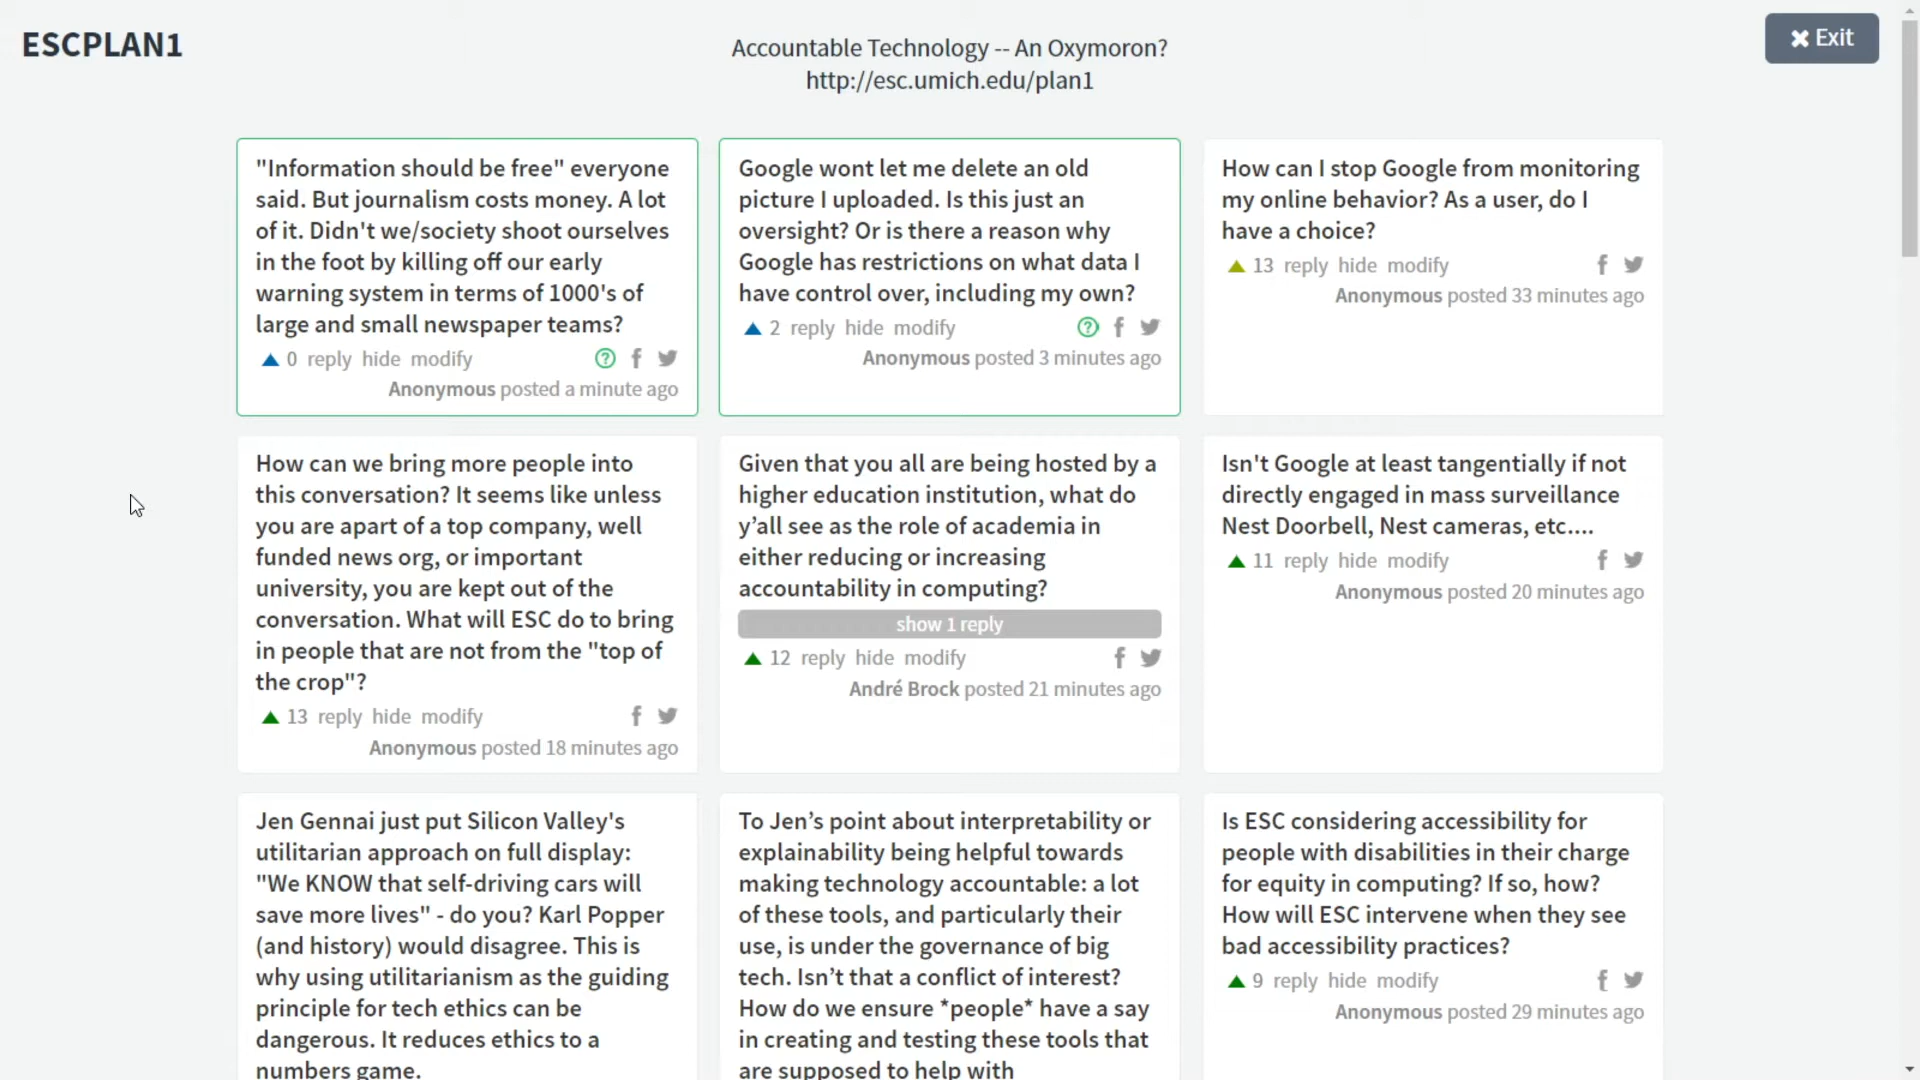 ESCPLAN1
Accountable Technology -- An Oxymoron?
http://esc.umich.edu/plan1
Exit
"Information should be free" everyone
said. But journalism costs money. A lot
of it. Didn't we/society shoot ourselves
in the foot by killing off our early
warning system in terms of 1000's of
large and small newspaper teams?
0 reply hide modify
Anonymous posted a minute ago
Google wont let me delete an old
picture I uploaded. Is this just an
oversight? Or is there a reason why
Google has restrictions on what data I
have control over, including my own?
2 reply hide modify
Anonymous posted 3 minutes ago
How can I stop Google from monitoring
my online behavior? As a user, do I
have a choice?
13 reply hide modify
Anonymous posted 33 minutes ago
How can we bring more people into
this conversation? It seems like unless
you are apart of a top company, well
funded news org, or important
university, you are kept out of the
conversation. What will ESC do to bring
in people that are not from the "top of
the crop"?
13 reply hide modify
Anonymous posted 18 minutes ago
Given that you all are being hosted by a
higher education institution, what do
y’all see as the role of academia in
either reducing or increasing
accountability in computing?
show 1 reply
12 reply hide modify
André Brock posted 21 minutes ago
Isn't Google at least tangentially if not
directly engaged in mass surveillance
Nest Doorbell, Nest cameras, etc....
11 reply hide modify
Anonymous posted 20 minutes ago
Jen Gennai just put Silicon Valley's
utilitarian approach on full display:
"We KNOW that self-driving cars will
save more lives" - do you? Karl Popper
(and history) would disagree. This is
why using utilitarianism as the guiding
principle for tech ethics can be
dangerous. It reduces ethics to a
numbers game.
To Jen’s point about interpretability or
explainability being helpful towards
making technology accountable: a lot
of these tools, and particularly their
use, is under the governance of big
tech. Isn’t that a conflict of interest?
How do we ensure *people* have a say
in creating and testing these tools that
are supposed to help with
Is ESC considering accessibility for
people with disabilities in their charge
for equity in computing? If so, how?
How will ESC intervene when they see
bad accessibility practices?
9 reply hide modify
Anonymous posted 29 minutes ago